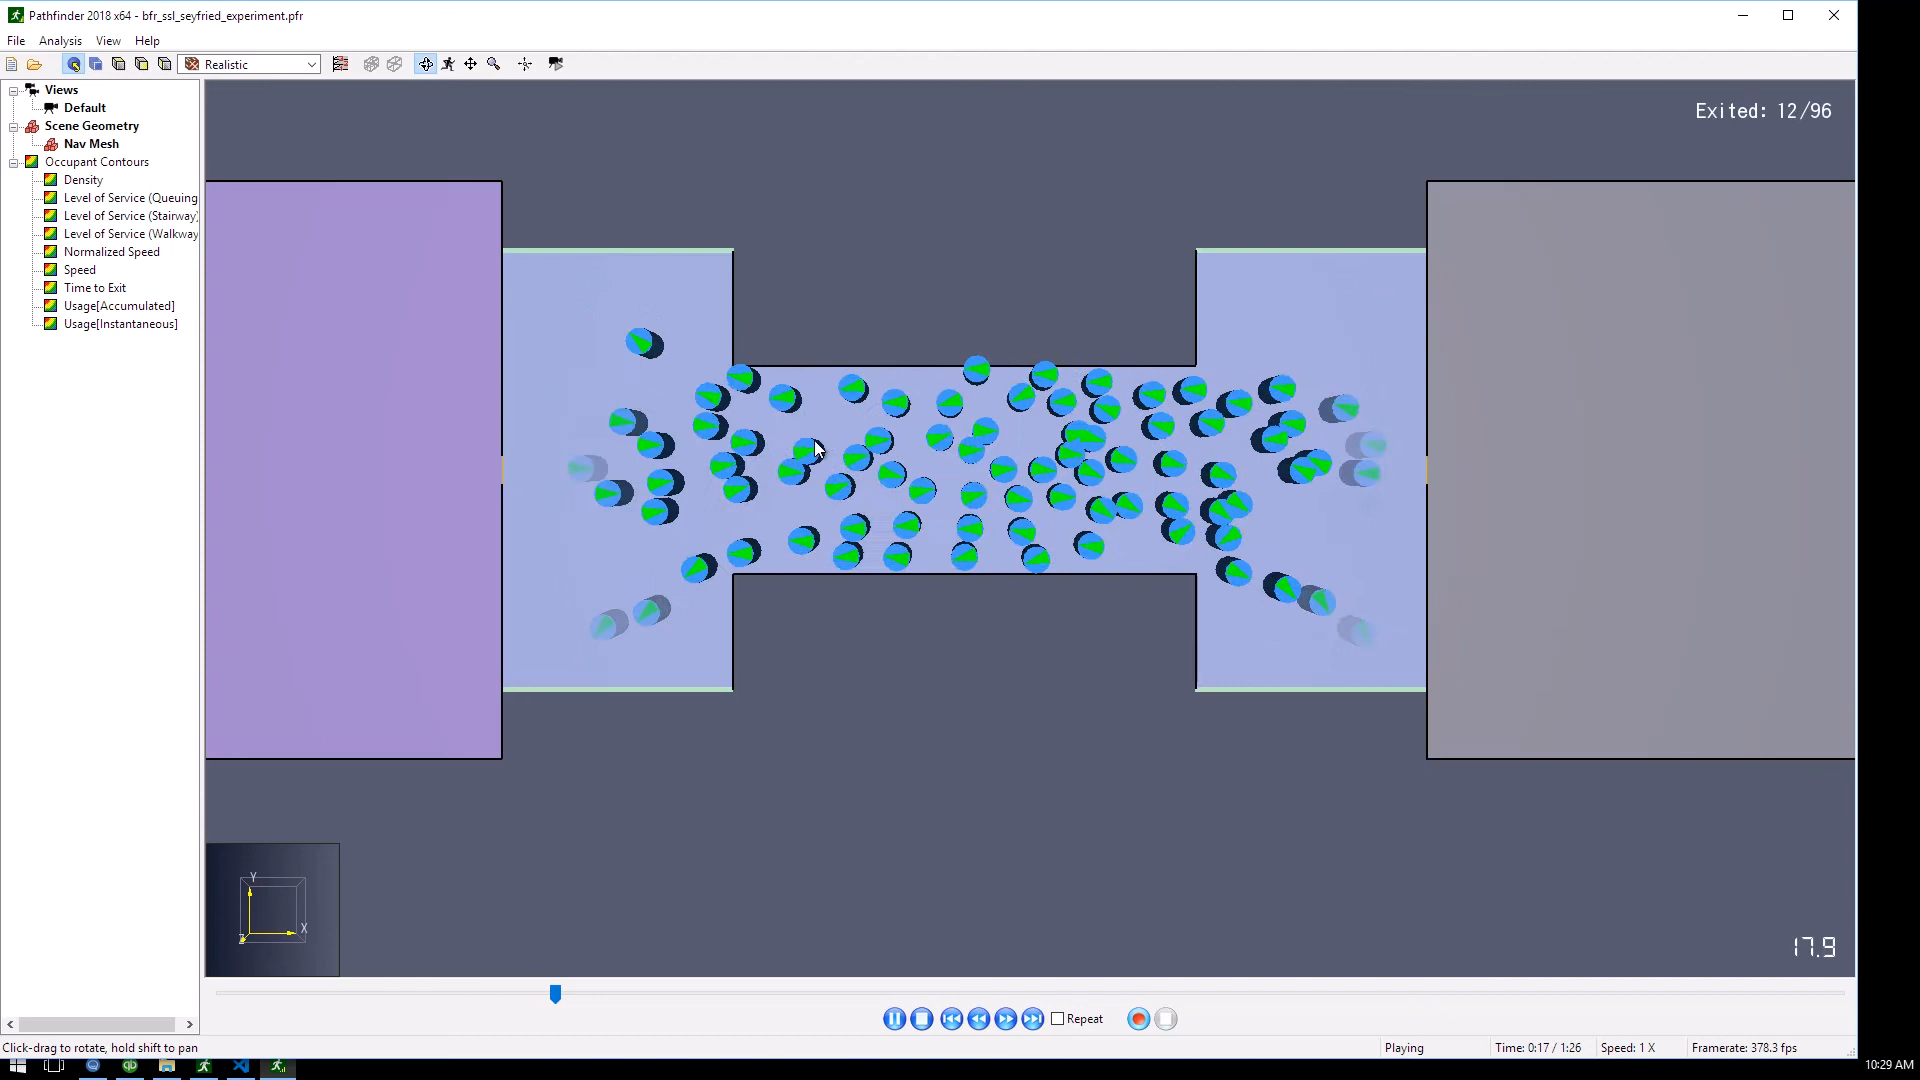 Pathfinder 2018 x64 - bfr_ssl_seyfried_experiment.pfr
File Analysis View Help
Realistic
Views
Default
Scene Geometry
Nav Mesh
Occupant Contours
Density
Level of Service (Queuing
Level of Service (Stairway)
Level of Service (Walkway
Normalized Speed
Speed
Time to Exit
Usage[Accumulated]
Usage[Instantaneous]
Exited: 12/96
Y
X
Z
17.9
Repeat
Click-drag to rotate, hold shift to pan
Playing
Time: 0:17 / 1:26
Speed: 1 X
Framerate: 378.3 fps
10:29 AM